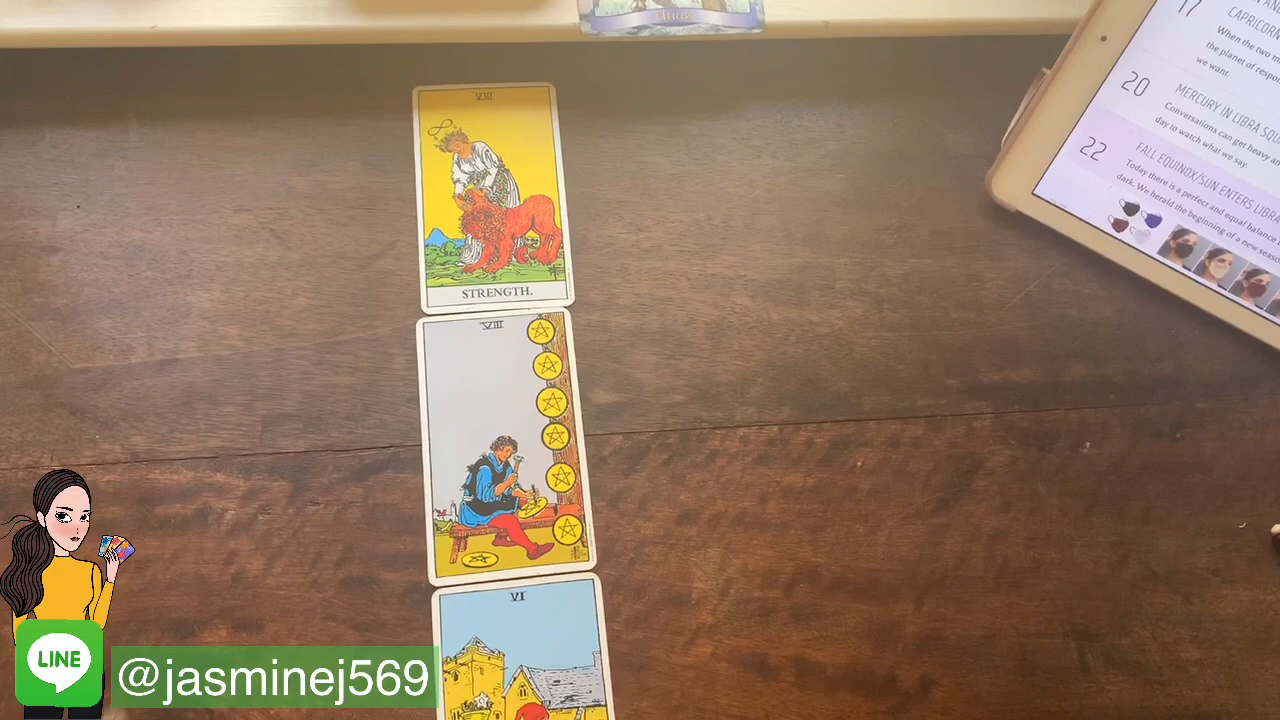 VIII
STRENGTH.
VIII
VI
17
CAPRICORN
When the two m
the planet of respon
we want.
20
MERCURY IN LIBRA SQU
Conversations can get heavy an
day to watch what we say.
22
FALL EQUINOX/SUN ENTERS LIBRA
Today there is a perfect and equal balance
dark. We herald the beginning of a new seaso
LINE
@jasminej569